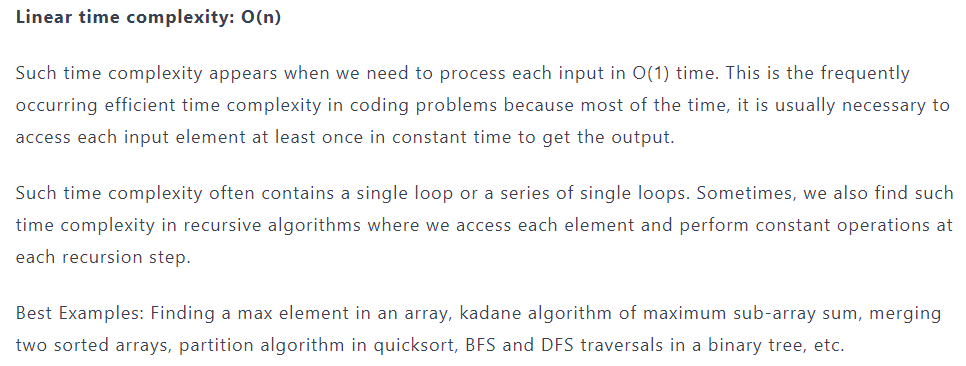 Linear time complexity: O(n)
Such time complexity appears when we need to process each input in O(1) time. This is the frequently
occurring efficient time complexity in coding problems because most of the time, it is usually necessary to
access each input element at least once in constant time to get the output.
Such time complexity often contains a single loop or a series of single loops. Sometimes, we also find such
time complexity in recursive algorithms where we access each element and perform constant operations at
each recursion step.
Best Examples: Finding a max element in an array, kadane algorithm of maximum sub-array sum, merging
two sorted arrays, partition algorithm in quicksort, BFS and DFS traversals in a binary tree, etc.